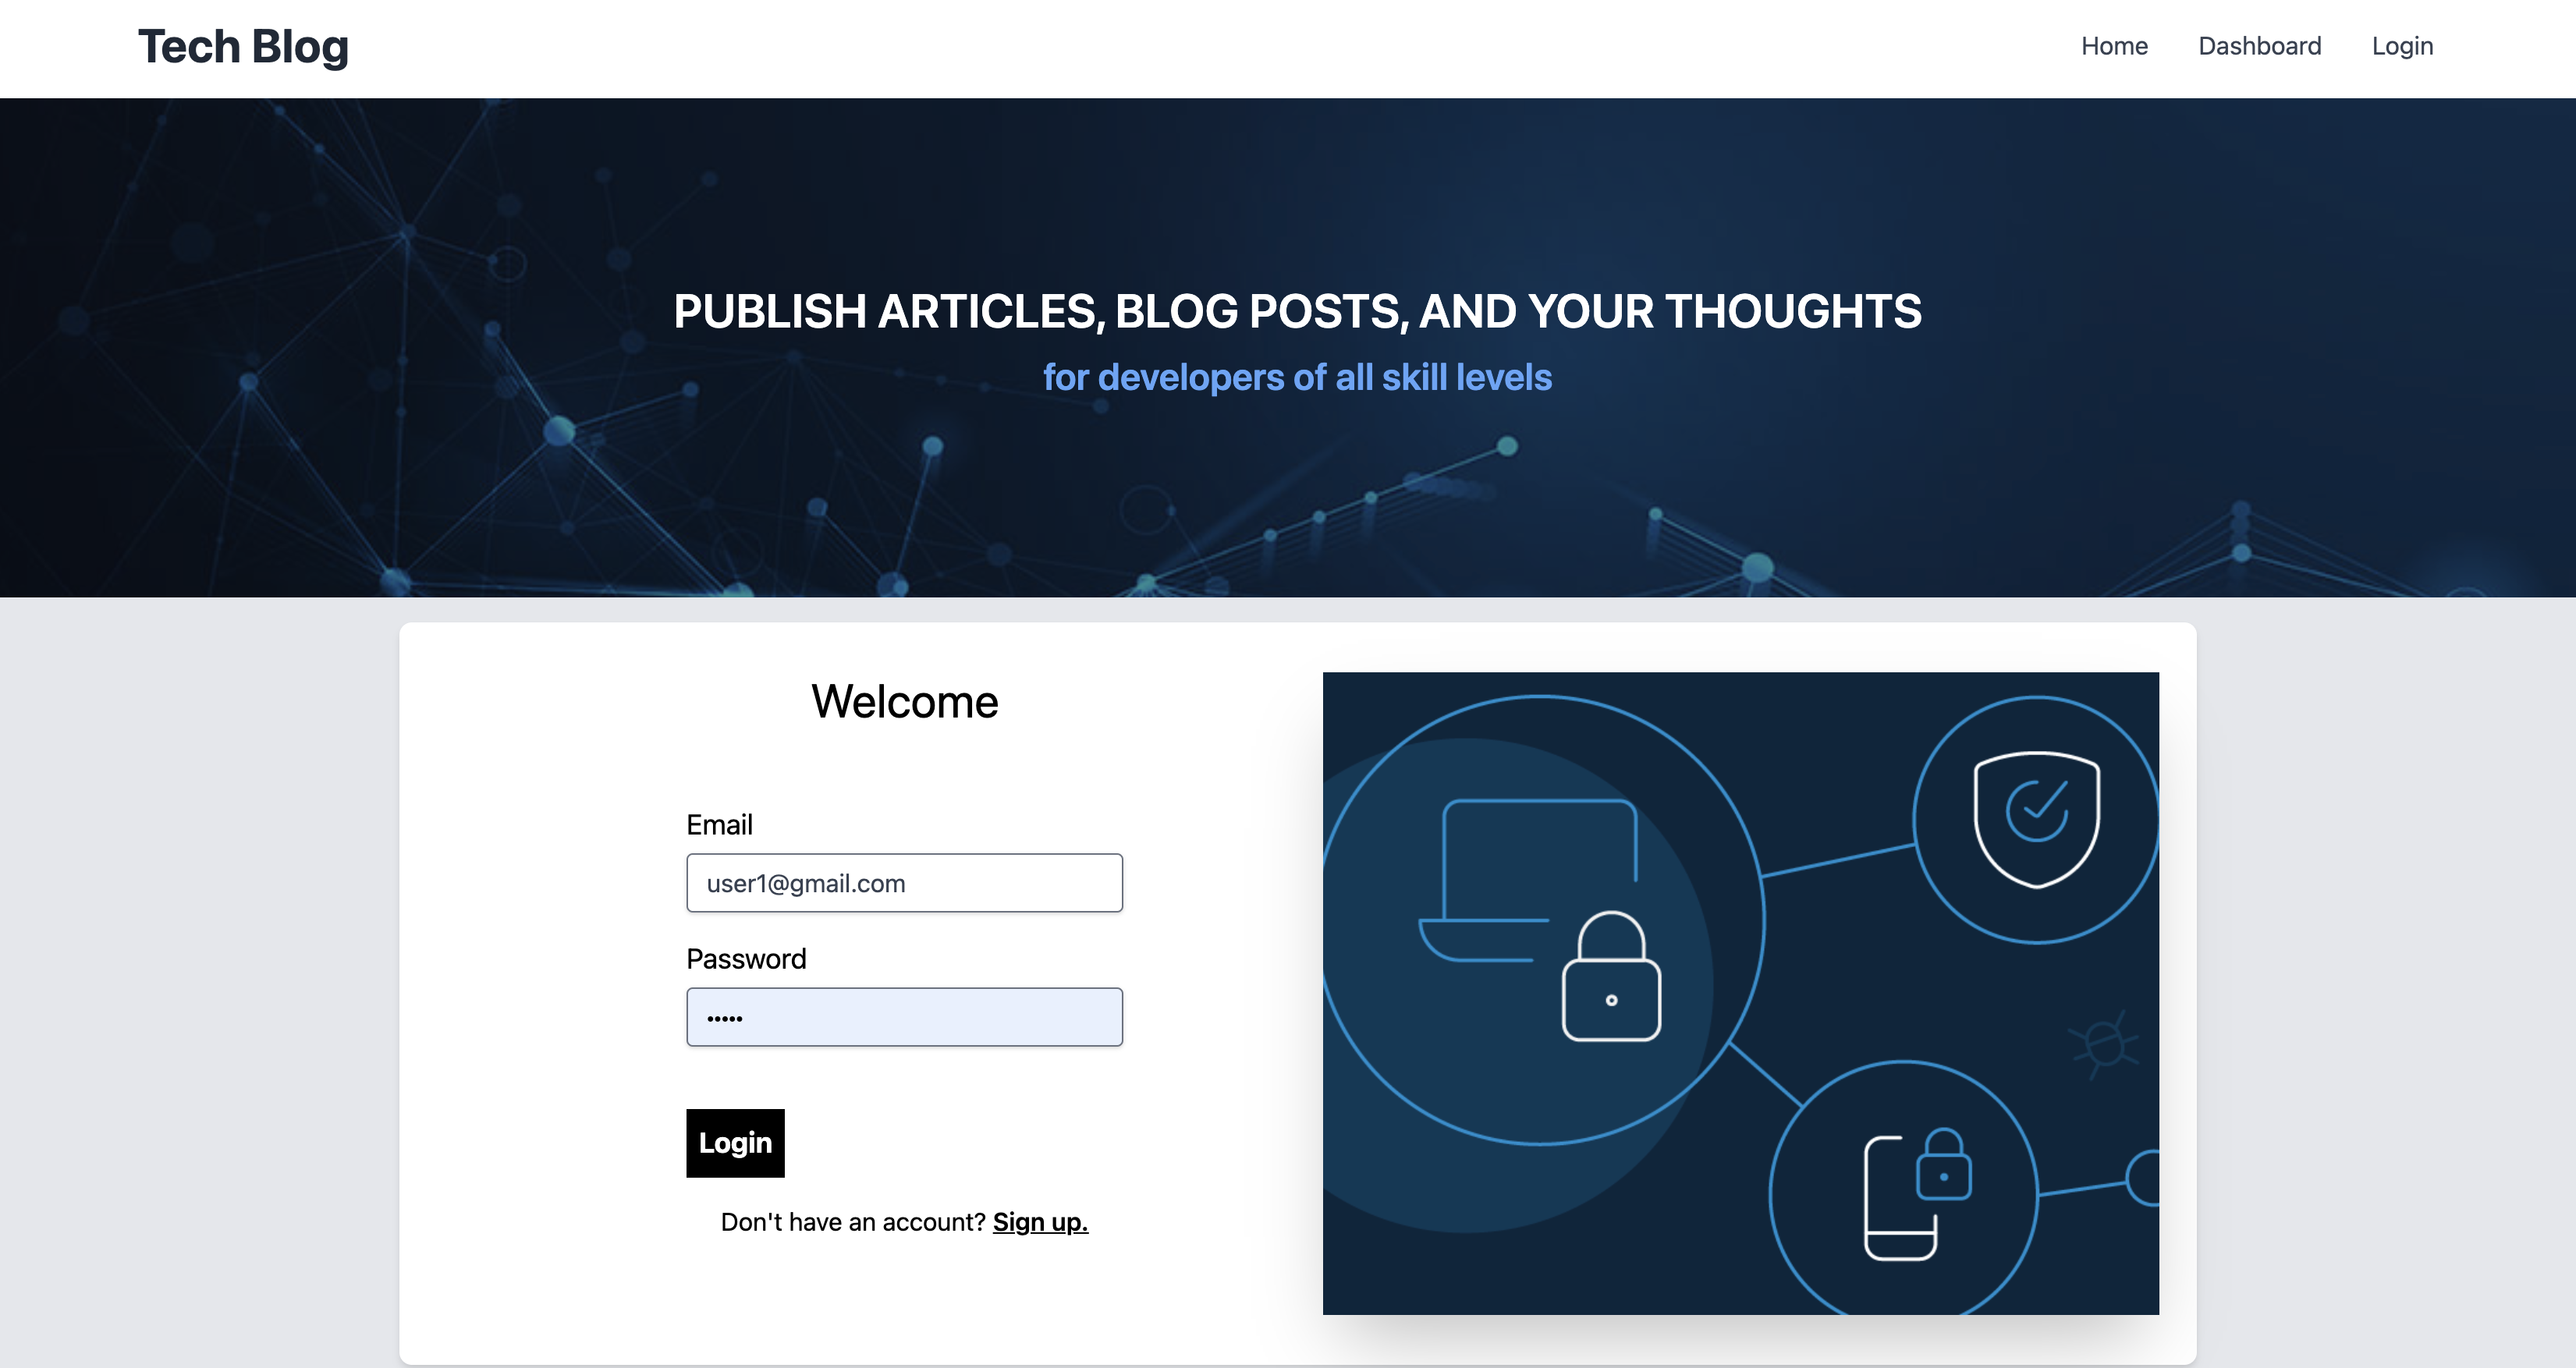 Tech Blog
Home Dashboard Login
PUBLISH ARTICLES, BLOG POSTS, AND YOUR THOUGHTS
for developers of all skill levels
Welcome
Email
user1@gmail.com
Password
•••••
Login
Don't have an account? Sign up.